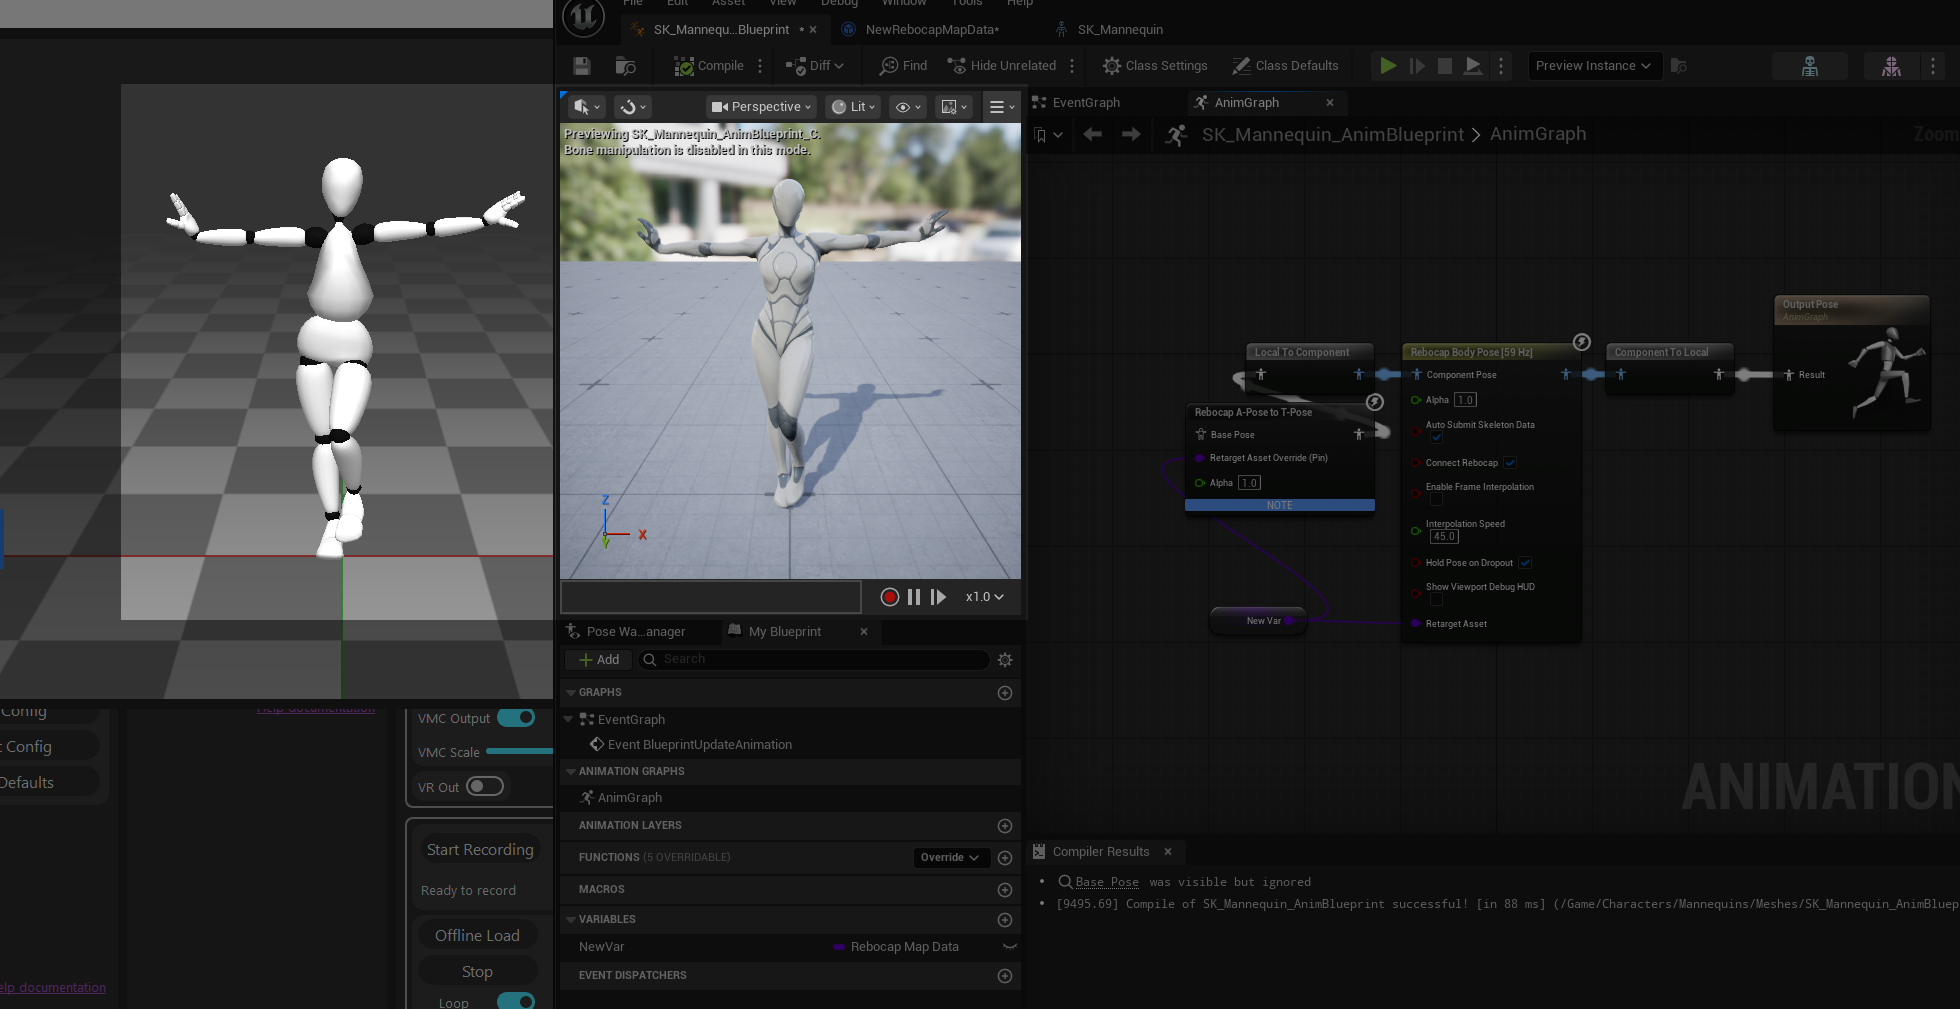 File Edit Asset View Debug Window Tools Help
SK_Mannequ...Blueprint *
NewRebocapMapData*
SK_Mannequin
Compile
Diff
Find
Hide Unrelated
Class Settings
Class Defaults
Preview Instance
Perspective
Lit
Previewing SK_Mannequin_AnimBlueprint_C.
Bone manipulation is disabled in this mode.
Z
X
Y
x1.0
EventGraph
AnimGraph
SK_Mannequin_AnimBlueprint > AnimGraph
Zoom
Local To Component
Rebocap A-Pose to T-Pose
Base Pose
Retarget Asset Override (Pin)
Alpha 1.0
NOTE
New Var
Rebocap Body Pose [59 Hz]
Component Pose
Alpha 1.0
Auto Submit Skeleton Data
Connect Rebocap
Enable Frame Interpolation
Interpolation Speed
45.0
Hold Pose on Dropout
Show Viewport Debug HUD
Retarget Asset
Component To Local
Output Pose
AnimGraph
Result
ANIMATION
Pose Wa...anager
My Blueprint
Add
Search
GRAPHS
EventGraph
Event BlueprintUpdateAnimation
ANIMATION GRAPHS
AnimGraph
ANIMATION LAYERS
FUNCTIONS (5 OVERRIDABLE)
Override
MACROS
VARIABLES
NewVar
Rebocap Map Data
EVENT DISPATCHERS
Compiler Results
Base Pose was visible but ignored
[9495.69] Compile of SK_Mannequin_AnimBlueprint successful! [in 88 ms] (/Game/Characters/Mannequins/Meshes/SK_Mannequin_AnimBluep
Config
t Config
Defaults
Help documentation
elp documentation
VMC Output
VMC Scale
VR Out
Start Recording
Ready to record
Offline Load
Stop
Loop